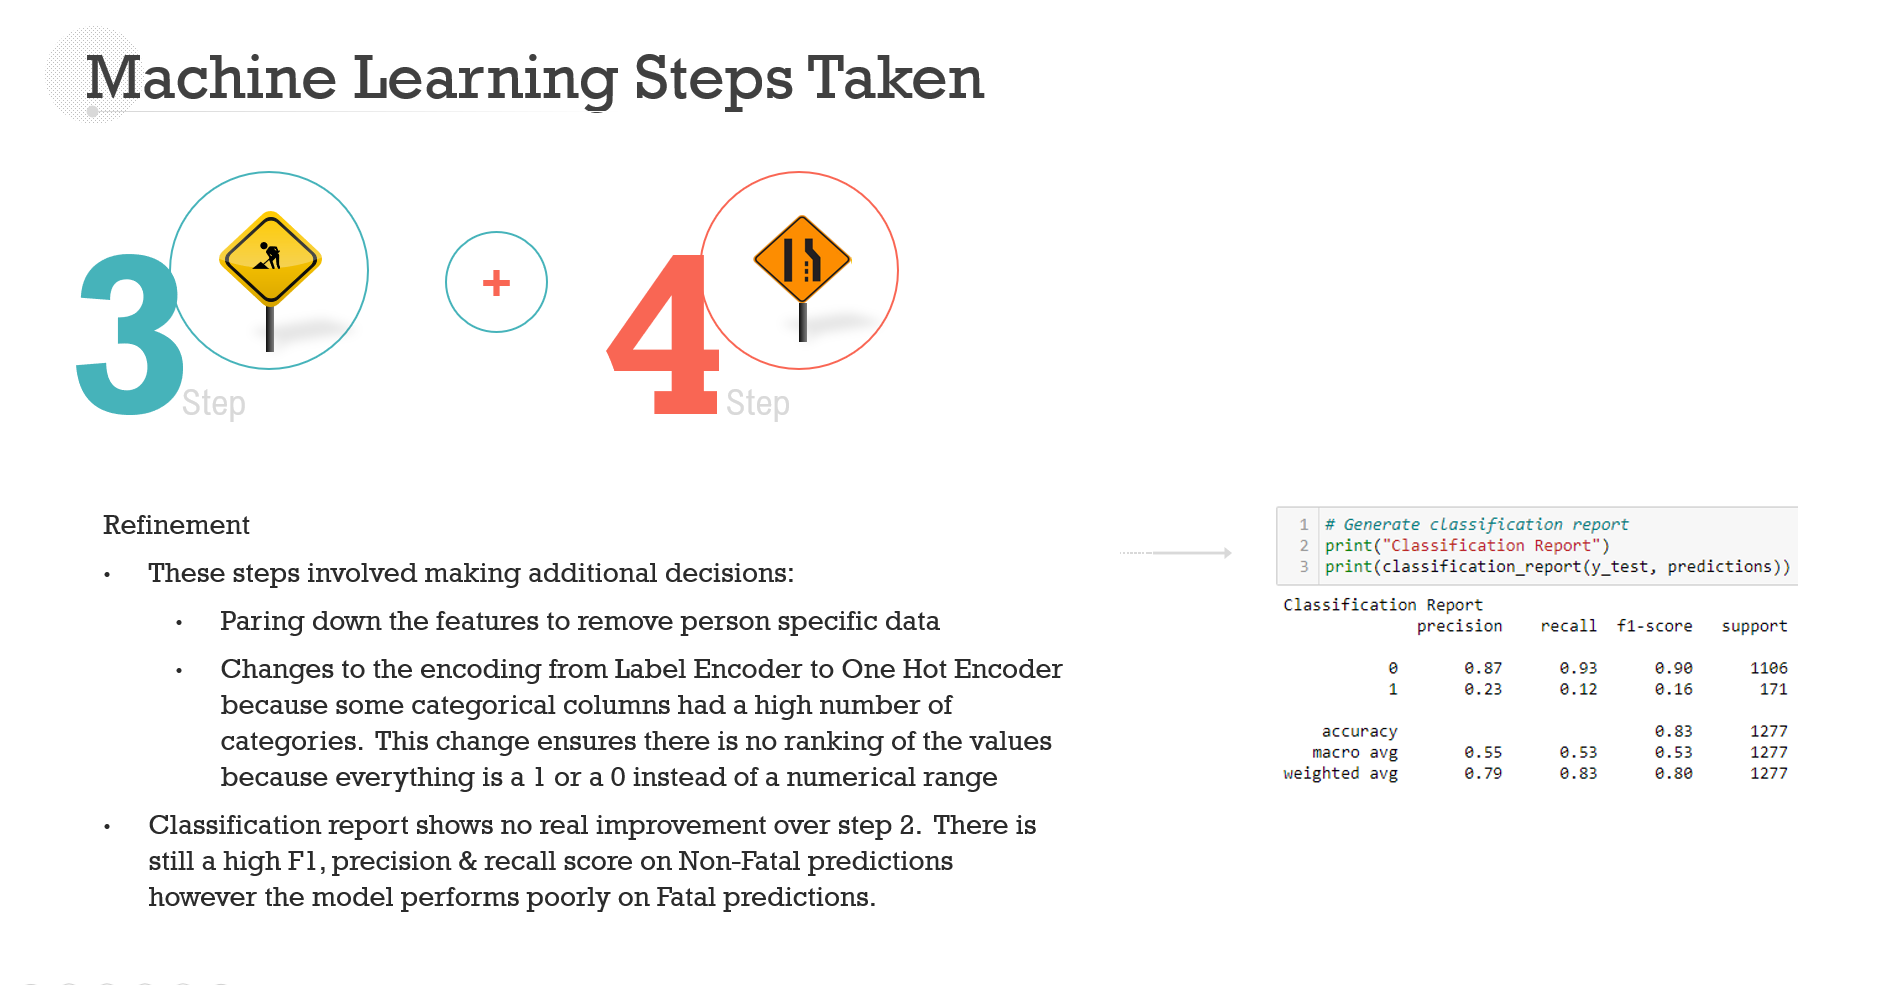 Machine Learning Steps Taken
3 Step
+
4 Step
Refinement
• These steps involved making additional decisions:
• Paring down the features to remove person specific data
• Changes to the encoding from Label Encoder to One Hot Encoder
because some categorical columns had a high number of
categories. This change ensures there is no ranking of the values
because everything is a 1 or a 0 instead of a numerical range
• Classification report shows no real improvement over step 2. There is
still a high F1, precision & recall score on Non-Fatal predictions
however the model performs poorly on Fatal predictions.
1 # Generate classification report
2 print("Classification Report")
3 print(classification_report(y_test, predictions))
Classification Report
precision recall f1-score support
0 0.87 0.93 0.90 1106
1 0.23 0.12 0.16 171
accuracy 0.83 1277
macro avg 0.55 0.53 0.53 1277
weighted avg 0.79 0.83 0.80 1277